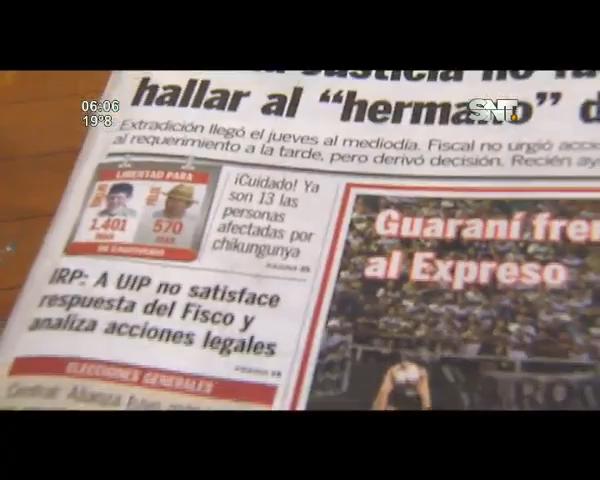 06:06
19°8
SNT.
hallar al “hermano”
Extradición llegó el jueves al mediodía. Fiscal no urgió
al requerimiento a la tarde, pero derivó decisión. Recién
LIBERTAD PARA
1.401
570
¡Cuidado! Ya
son 13 las
personas
afectadas por
chikungunya
IRP: A UIP no satisface
respuesta del Fisco y
analiza acciones legales
ELECCIONES GENERALES
Guaraní
al Expreso